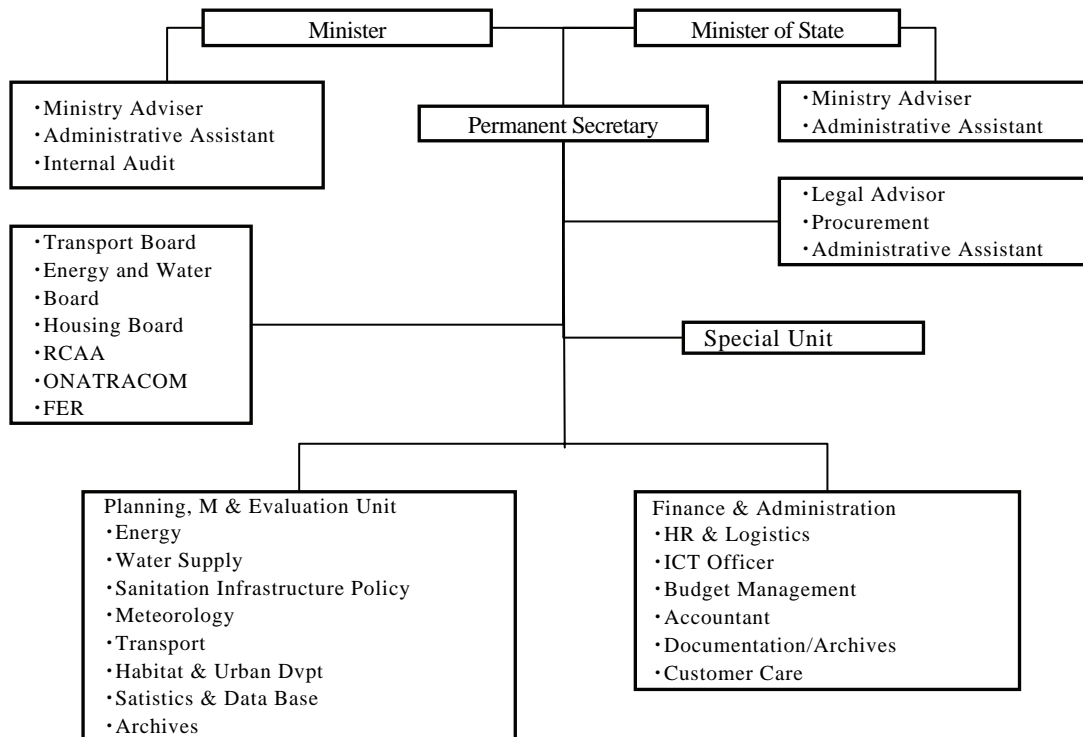 Minister
Minister of State
・Ministry Adviser
・Administrative Assistant
・Internal Audit
Permanent Secretary
・Ministry Adviser
・Administrative Assistant
・Legal Advisor
・Procurement
・Administrative Assistant
・Transport Board
・Energy and Water
・Board
・Housing Board
・RCAA
・ONATRACOM
・FER
Special Unit
Planning, M & Evaluation Unit
・Energy
・Water Supply
・Sanitation Infrastructure Policy
・Meteorology
・Transport
・Habitat & Urban Dvpt
・Satistics & Data Base
・Archives
Finance & Administration
・HR & Logistics
・ICT Officer
・Budget Management
・Accountant
・Documentation/Archives
・Customer Care